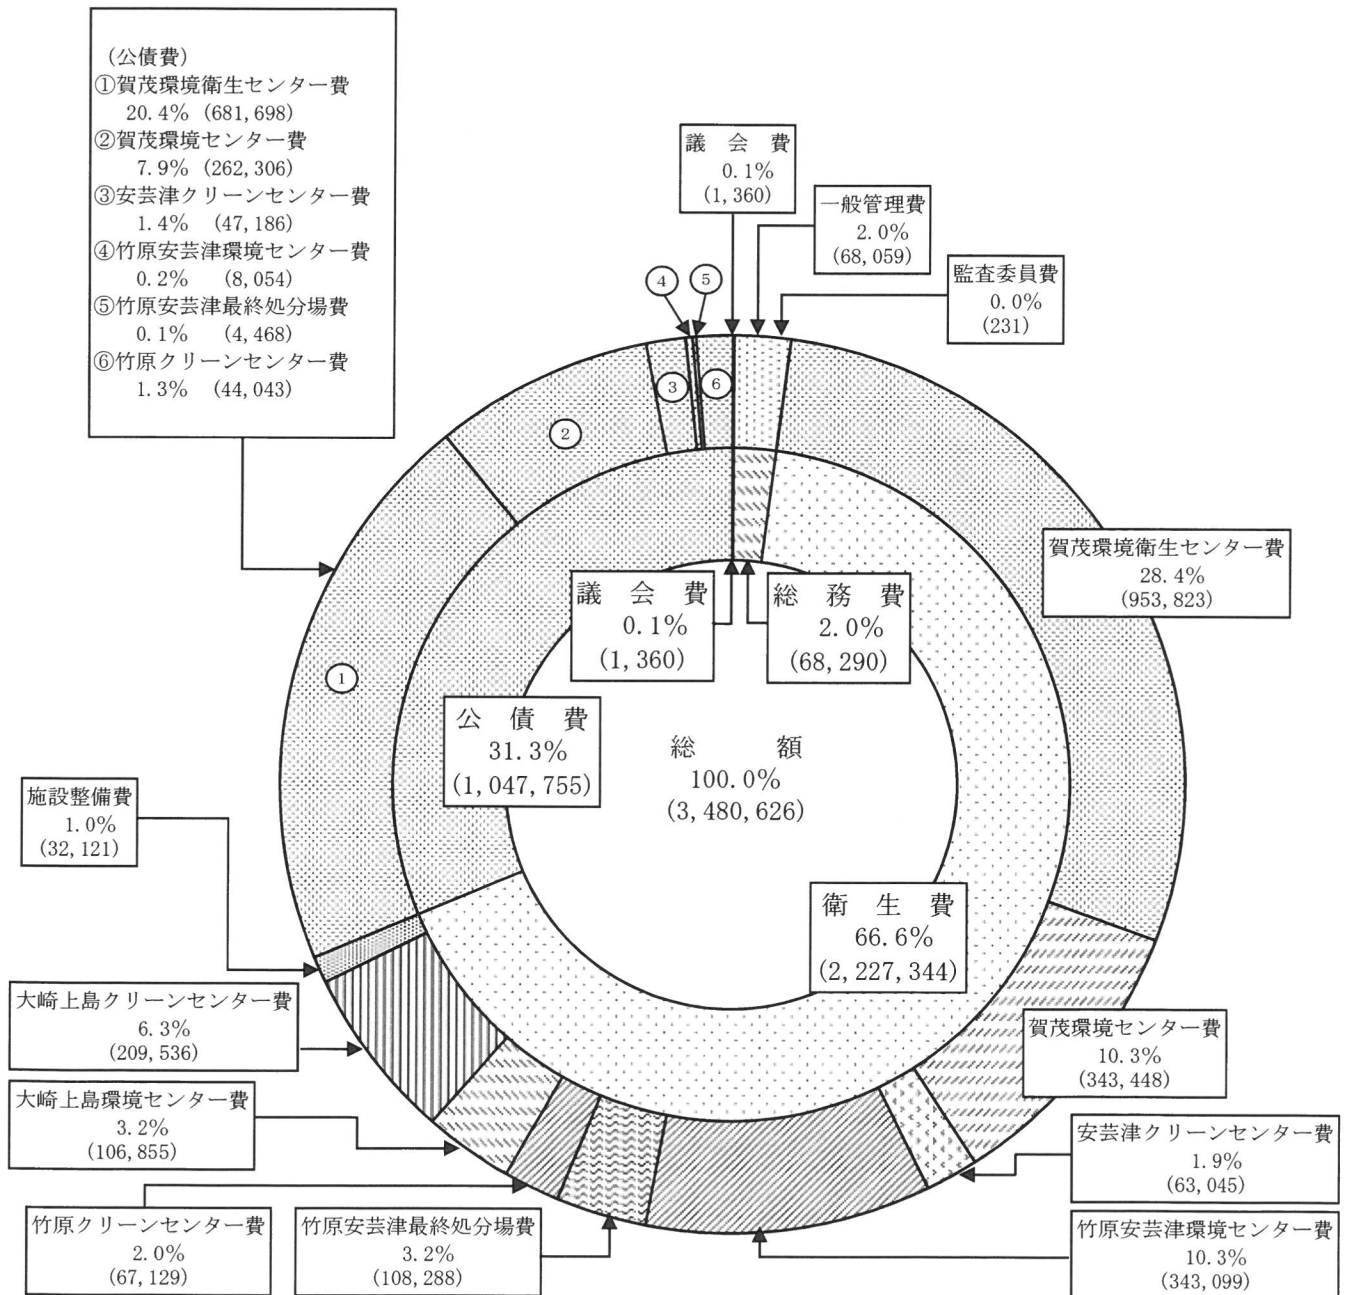 （公債費）
①賀茂環境衛生センター費
20.4% (681,698)
②賀茂環境センター費
7.9% (262,306)
③安芸津クリーンセンター費
1.4% (47,186)
④竹原安芸津環境センター費
0.2% (8,054)
⑤竹原安芸津最終処分場費
0.1% (4,468)
⑥竹原クリーンセンター費
1.3% (44,043)
議会費
0.1%
(1,360)
一般管理費
2.0%
(68,059)
監査委員費
0.0%
(231)
④
⑤
③
⑥
②
①
賀茂環境衛生センター費
28.4%
(953,823)
議会費
0.1%
(1,360)
総務費
2.0%
(68,290)
公債費
31.3%
(1,047,755)
総額
100.0%
(3,480,626)
衛生費
66.6%
(2,227,344)
施設整備費
1.0%
(32,121)
大崎上島クリーンセンター費
6.3%
(209,536)
大崎上島環境センター費
3.2%
(106,855)
竹原クリーンセンター費
2.0%
(67,129)
竹原安芸津最終処分場費
3.2%
(108,288)
賀茂環境センター費
10.3%
(343,448)
安芸津クリーンセンター費
1.9%
(63,045)
竹原安芸津環境センター費
10.3%
(343,099)